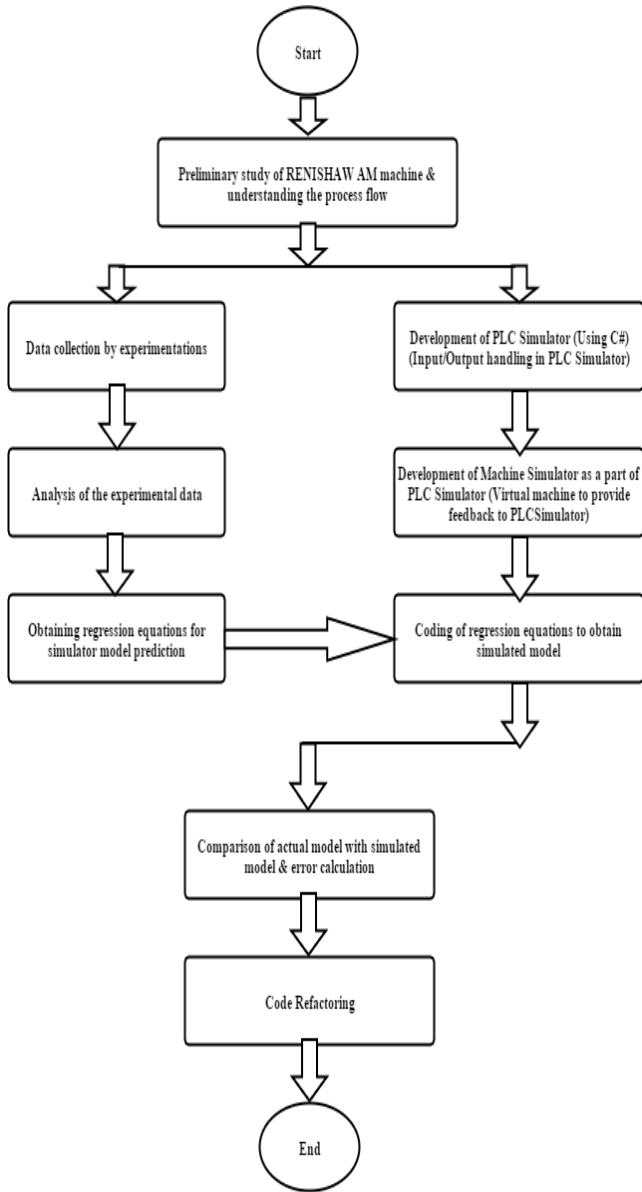 Start
Preliminary study of RENISHAW AM machine &
understanding the process flow
Data collection by experimentations
Development of PLC Simulator (Using C#)
(Input/Output handling in PLC Simulator)
Analysis of the experimental data
Development of Machine Simulator as a part of
PLC Simulator (Virtual machine to provide
feedback to PLCSimulator)
Obtaining regression equations for
simulator model prediction
Coding of regression equations to obtain
simulated model
Comparison of actual model with simulated
model & error calculation
Code Refactoring
End